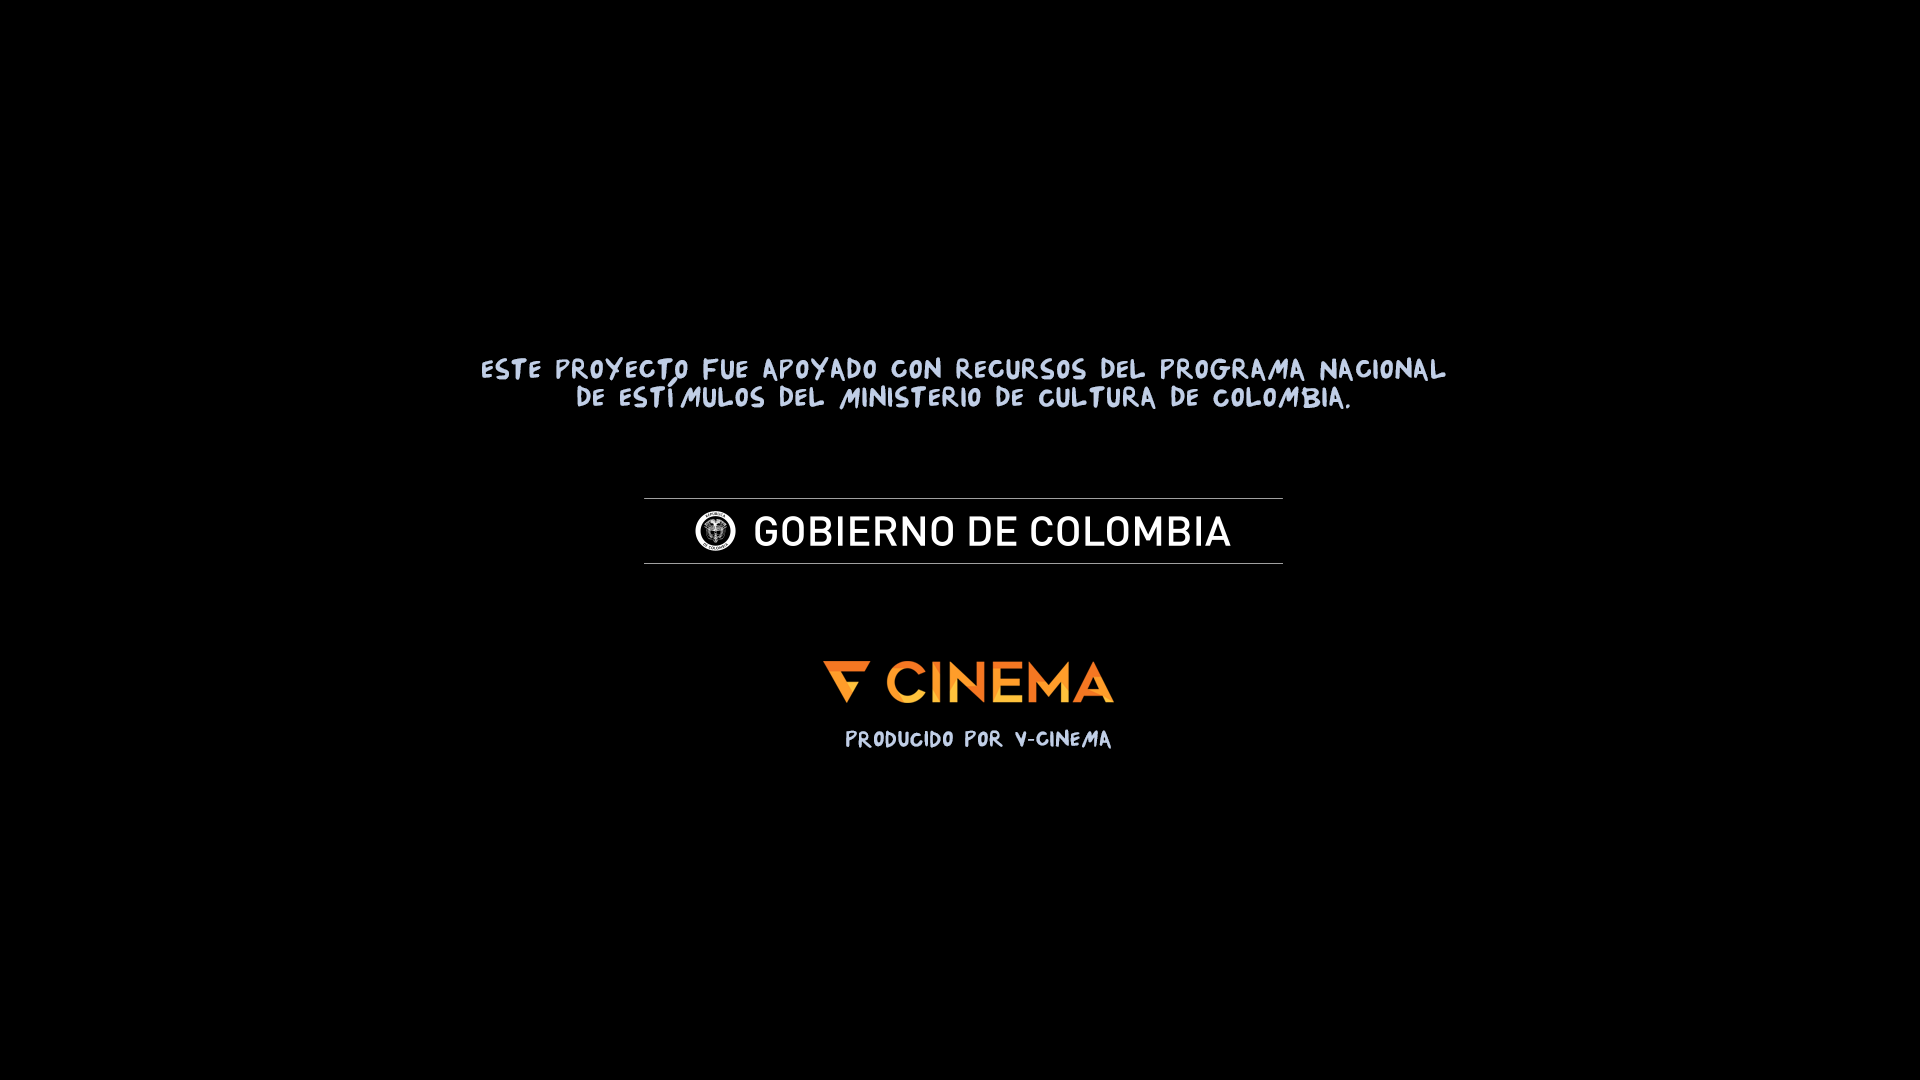 ESTE PROYECTO FUE APOYADO CON RECURSOS DEL PROGRAMA NACIONAL
DE ESTÍMULOS DEL MINISTERIO DE CULTURA DE COLOMBIA.
GOBIERNO DE COLOMBIA
V CINEMA
PRODUCIDO POR V-CINEMA